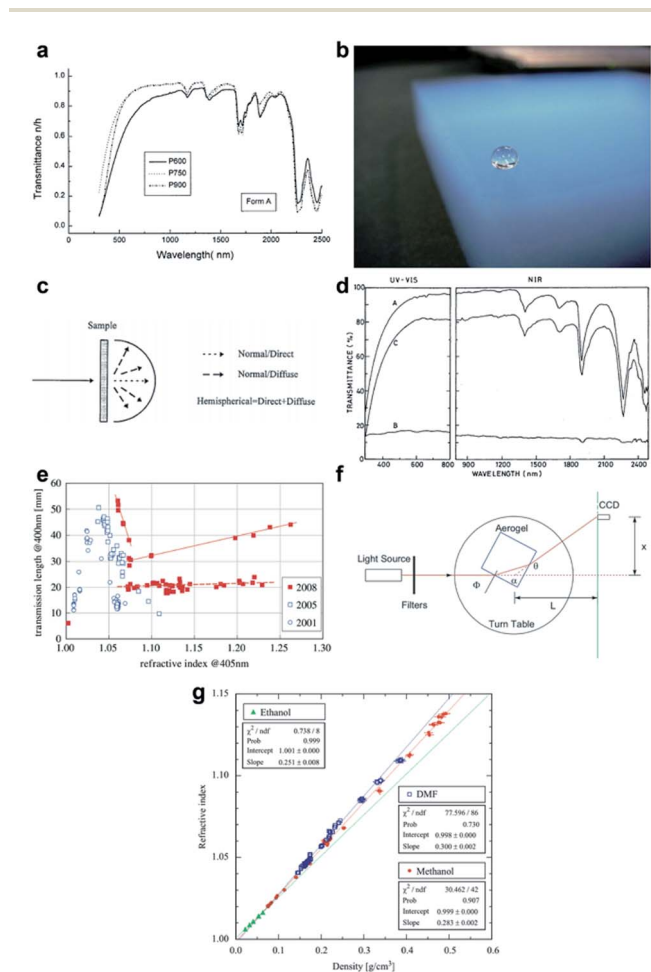 a
Transmittance n/h
1.0
0.8
0.6
0.4
0.2
0.0
P600
P750
P900
Form A
0
500
1000
1500
2000
2500
Wavelength( nm)
b
c
Sample
Normal/Direct
Normal/Diffuse
Hemispherical=Direct+Diffuse
d
UV-VIS
NIR
TRANSMITTANCE (%)
100
80
60
40
20
0
A
C
B
400
600
800
900
1200
1500
1800
2100
2400
WAVELENGTH (nm)
e
transmission length @400nm [mm]
60
50
40
30
20
10
0
2008
2005
2001
1.00
1.05
1.10
1.15
1.20
1.25
1.30
refractive index @405nm
f
CCD
Aerogel
Light Source
θ
x
Φ
α
L
Filters
Turn Table
g
Refractive index
1.15
1.10
1.05
1.00
Ethanol
χ² / ndf 0.738 / 8
Prob 0.999
Intercept 1.001 ± 0.000
Slope 0.251 ± 0.008
DMF
χ² / ndf 77.596 / 86
Prob 0.730
Intercept 0.998 ± 0.000
Slope 0.300 ± 0.002
Methanol
χ² / ndf 30.462 / 42
Prob 0.907
Intercept 0.999 ± 0.000
Slope 0.283 ± 0.002
0
0.1
0.2
0.3
0.4
0.5
0.6
Density [g/cm³]